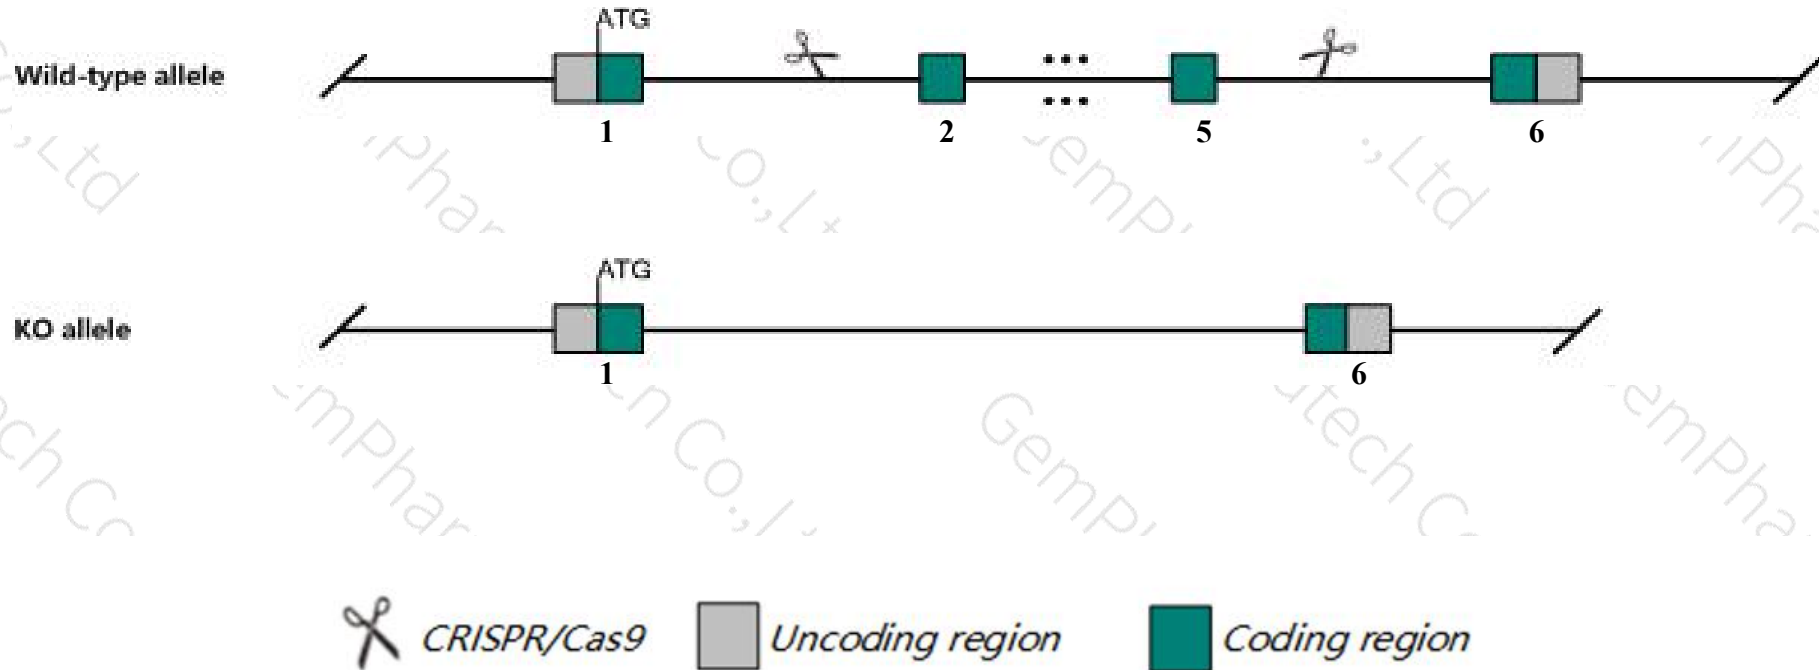 ATG
Wild-type allele
1 2 5 6
ATG
KO allele
1 6
CRISPR/Cas9 Uncoding region Coding region
GemPh